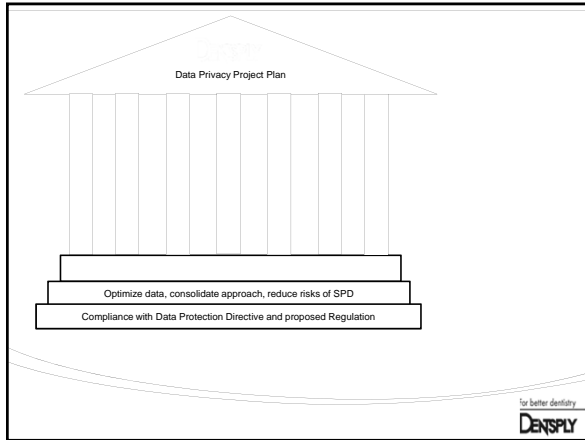 Data Privacy Project Plan
Optimize data, consolidate approach, reduce risks of SPD
Compliance with Data Protection Directive and proposed Regulation
For better dentistry
DENTSPLY